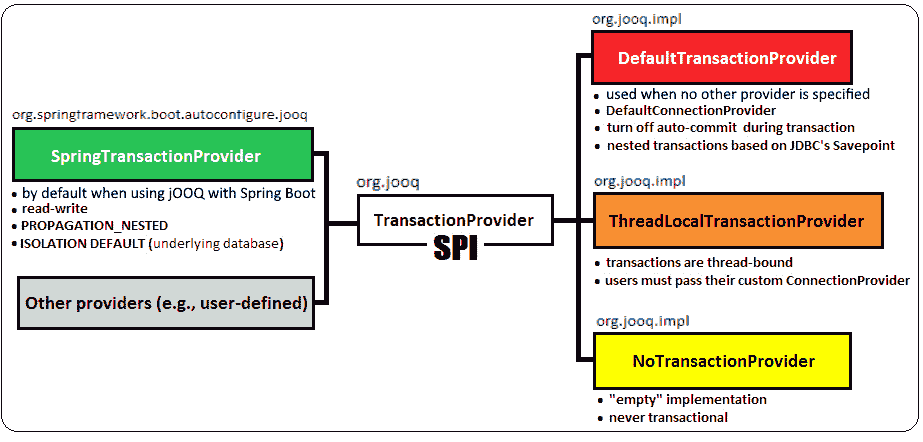 org.springframework.boot.autoconfigure.jooq
SpringTransactionProvider
• by default when using jOOQ with Spring Boot
• read-write
• PROPAGATION_NESTED
• ISOLATION DEFAULT (underlying database)
Other providers (e.g., user-defined)
org.jooq
TransactionProvider
SPI
org.jooq.impl
DefaultTransactionProvider
• used when no other provider is specified
• DefaultConnectionProvider
• turn off auto-commit during transaction
• nested transactions based on JDBC's Savepoint
org.jooq.impl
ThreadLocalTransactionProvider
• transactions are thread-bound
• users must pass their custom ConnectionProvider
org.jooq.impl
NoTransactionProvider
• "empty" implementation
• never transactional